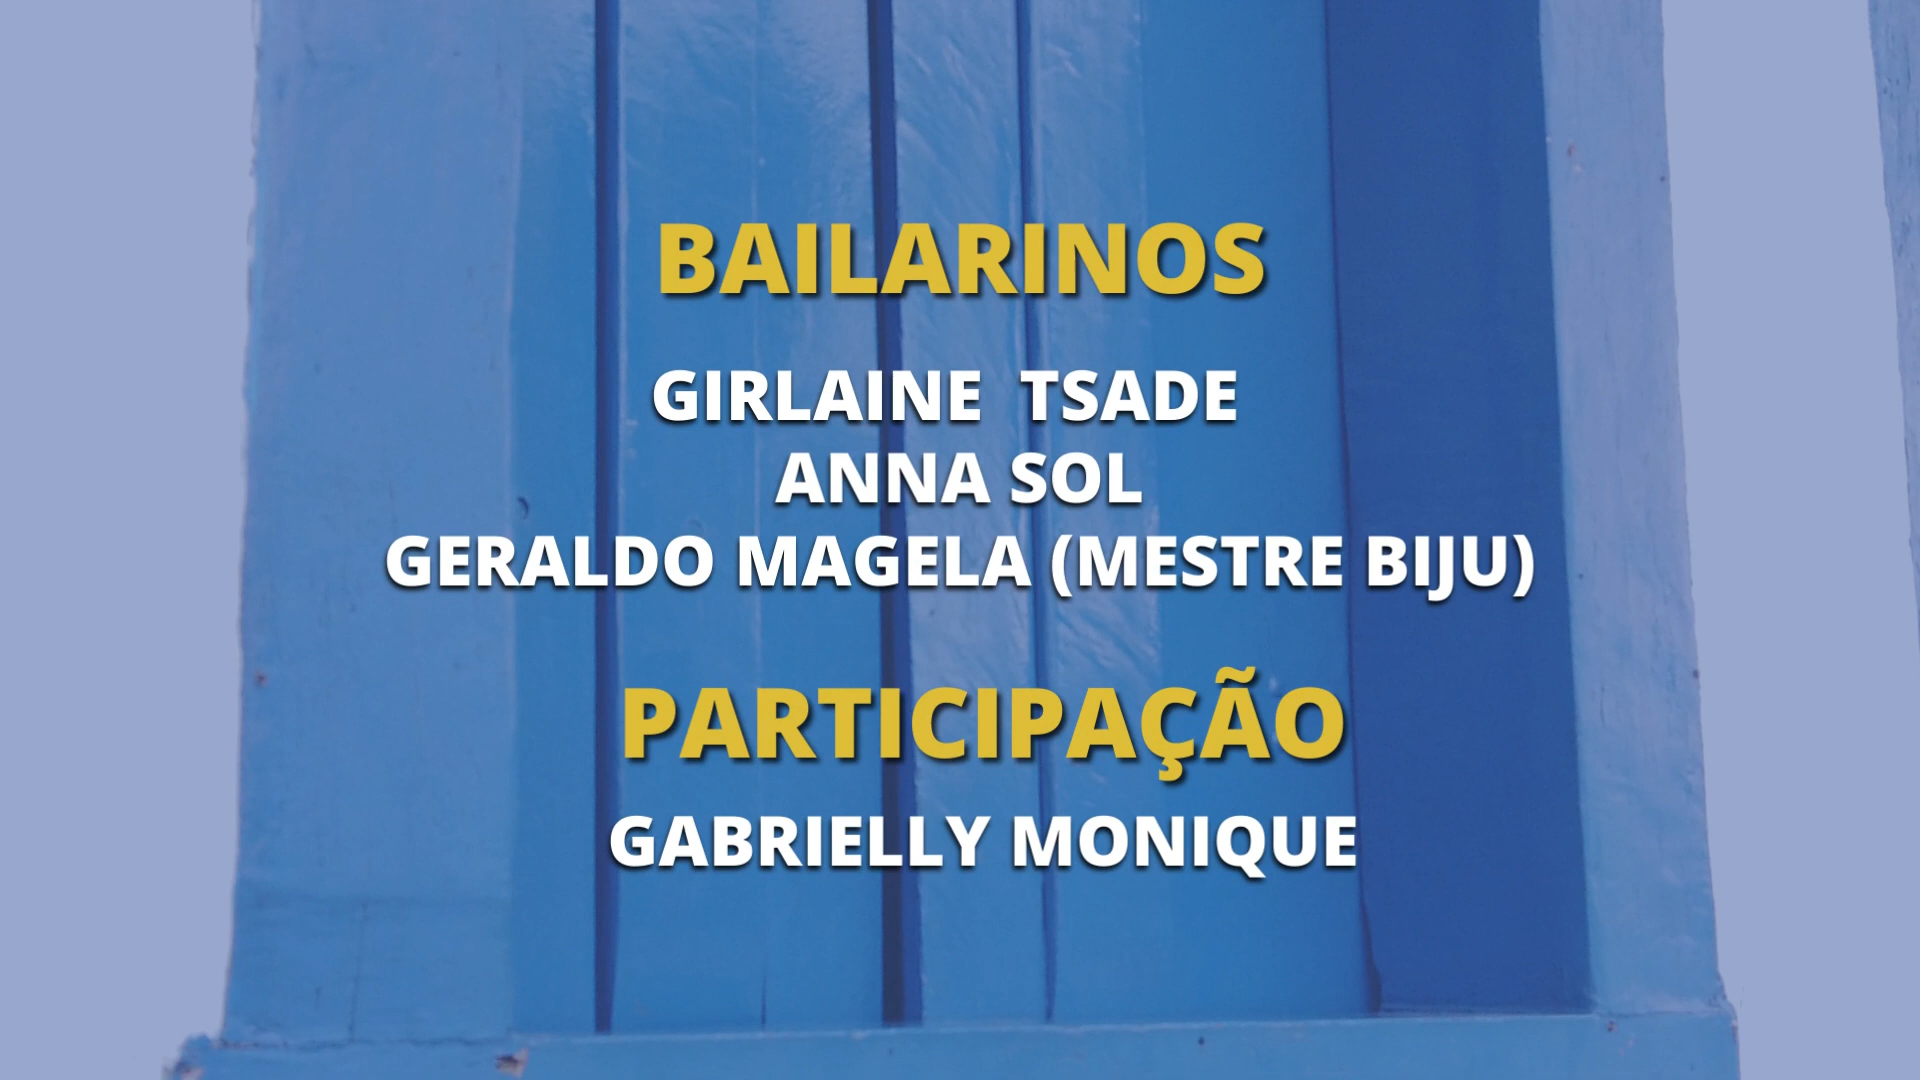 BAILARINOS
GIRLAINE  TSADE
ANNA SOL
GERALDO MAGELA (MESTRE BIJU)
PARTICIPAÇÃO
GABRIELLY MONIQUE